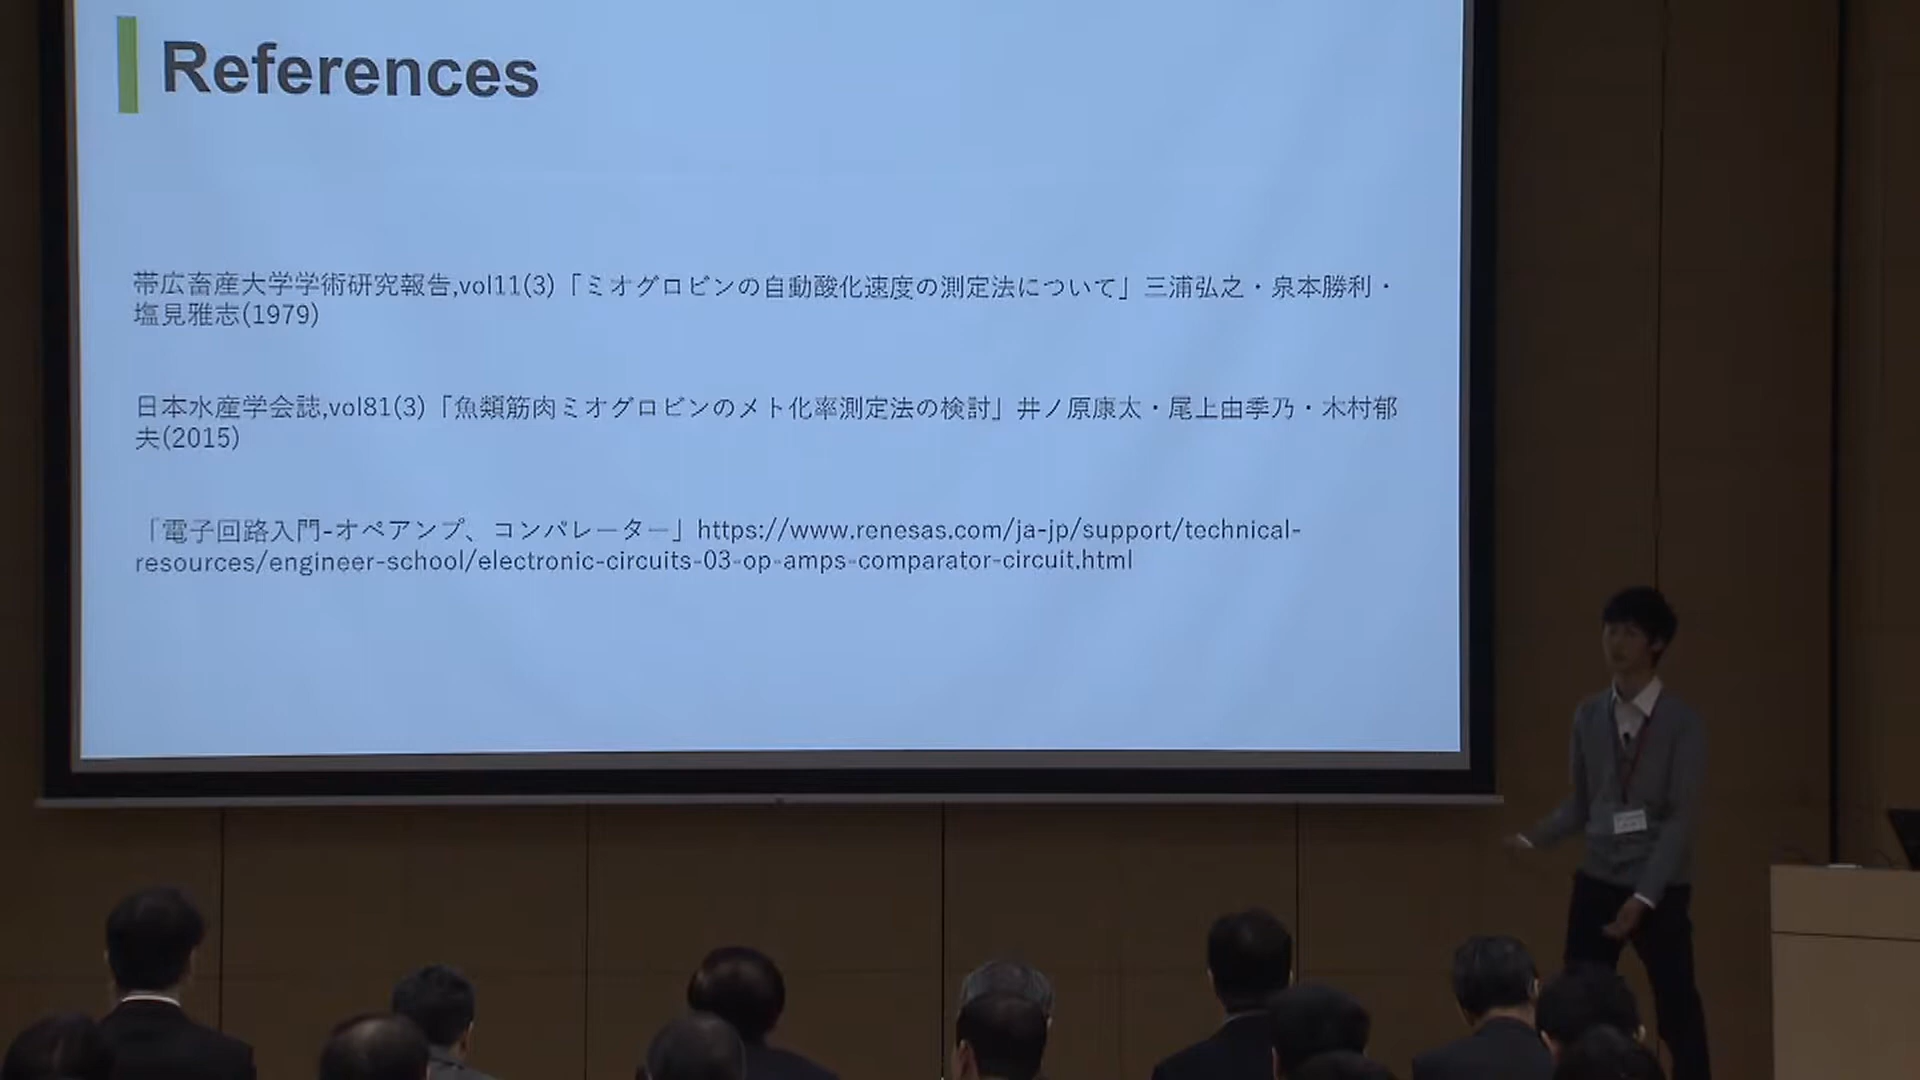 References
帯広畜産大学学術研究報告,vol11(3)「ミオグロビンの自動酸化速度の測定法について」三浦弘之・泉本勝利・
塩見雅志(1979)
日本水産学会誌,vol81(3)「魚類筋肉ミオグロビンのメト化率測定法の検討」井ノ原康太・尾上由季乃・木村郁
夫(2015)
「電子回路入門-オペアンプ、コンパレーター」https://www.renesas.com/ja-jp/support/technical-
resources/engineer-school/electronic-circuits-03-op-amps-comparator-circuit.html